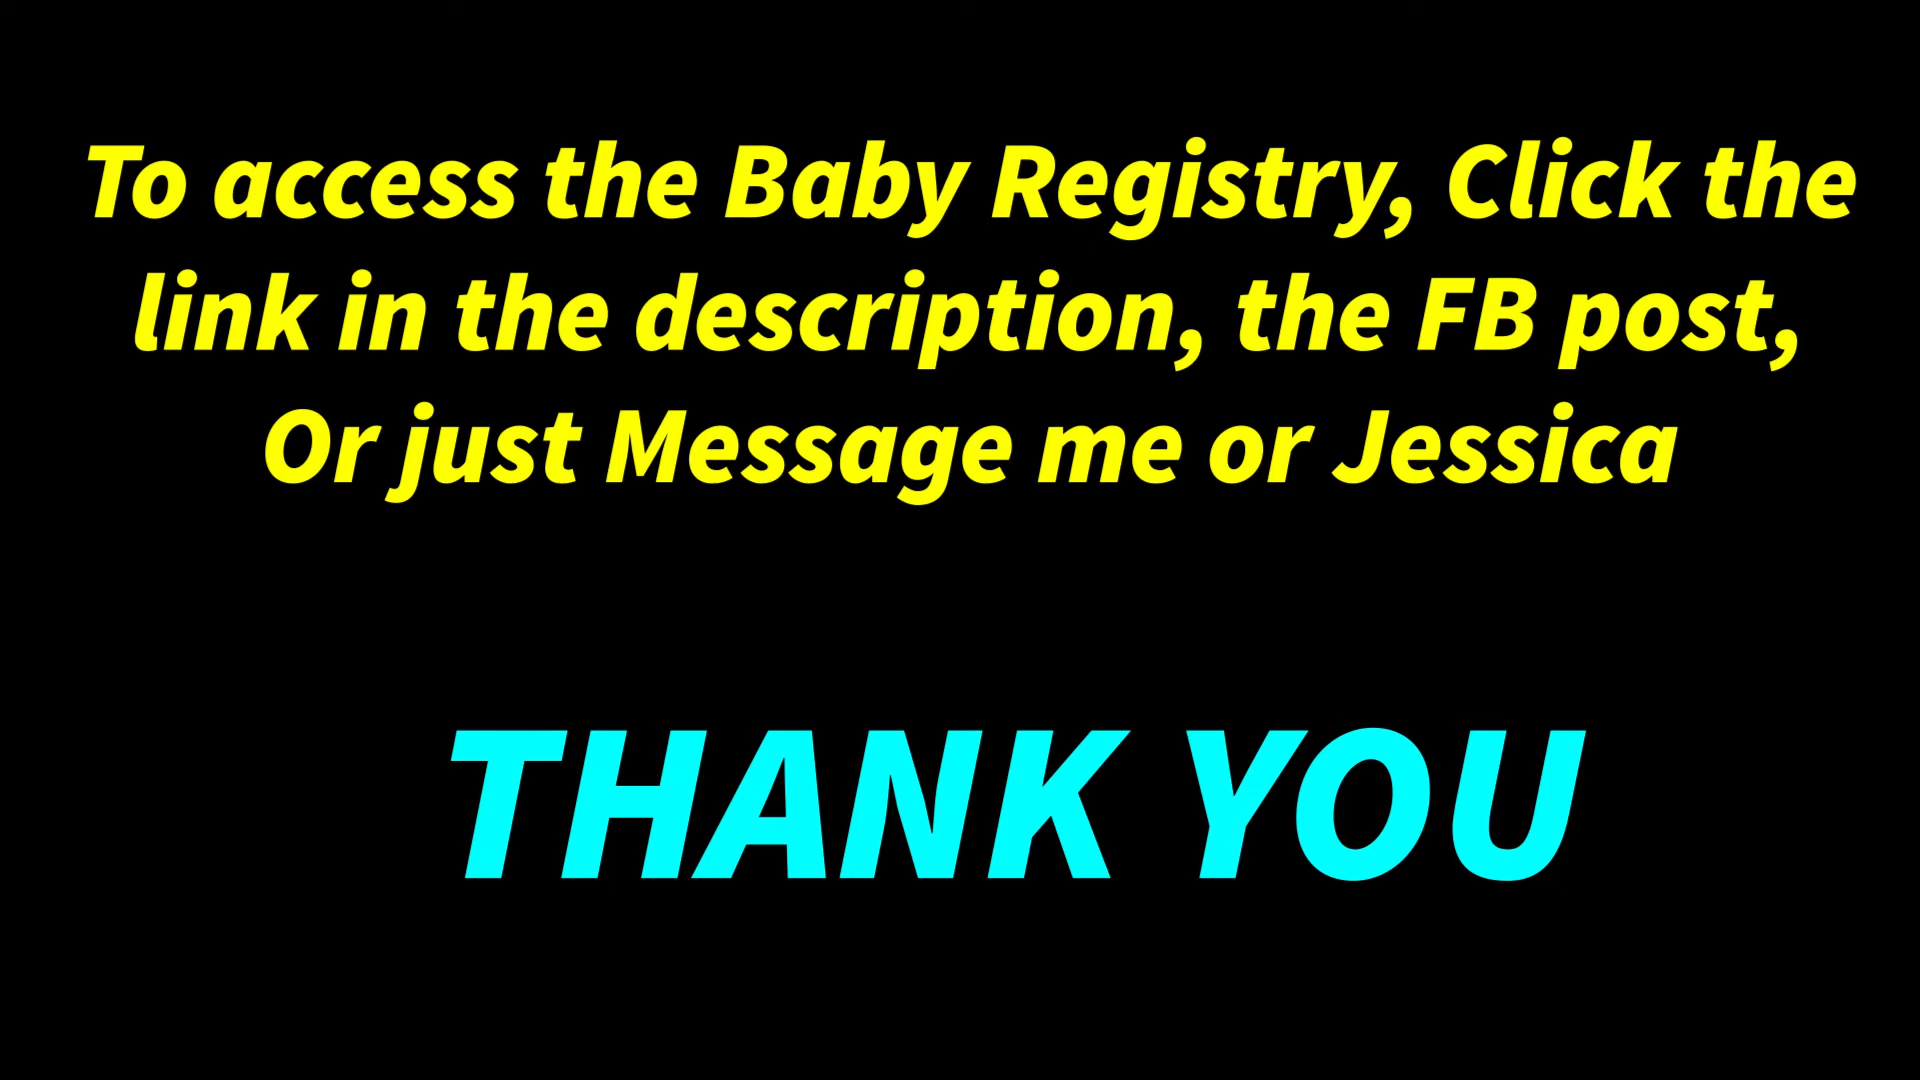 To access the Baby Registry, Click the
link in the description, the FB post,
Or just Message me or Jessica
THANK YOU